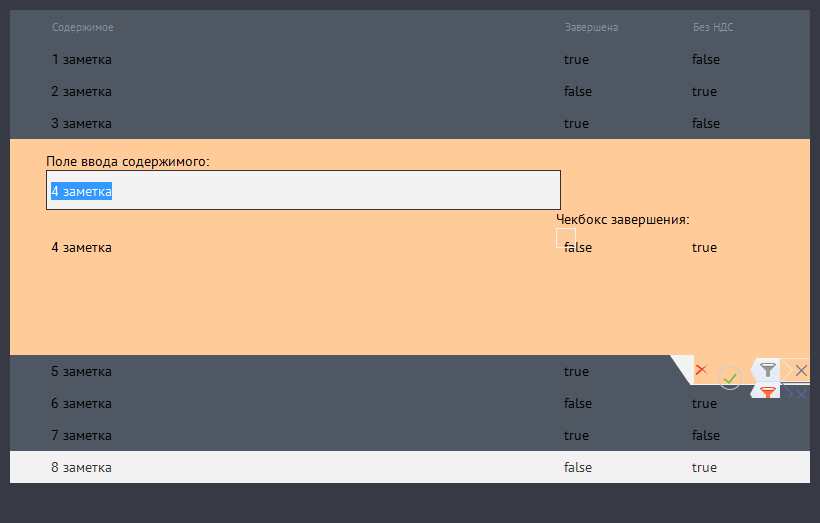 Содержимое Завершена Без НДС
1 заметка true false
2 заметка false true
3 заметка true false
Поле ввода содержимого:
4 заметка
Чекбокс завершения:
4 заметка false true
5 заметка true
6 заметка false true
7 заметка true false
8 заметка false true